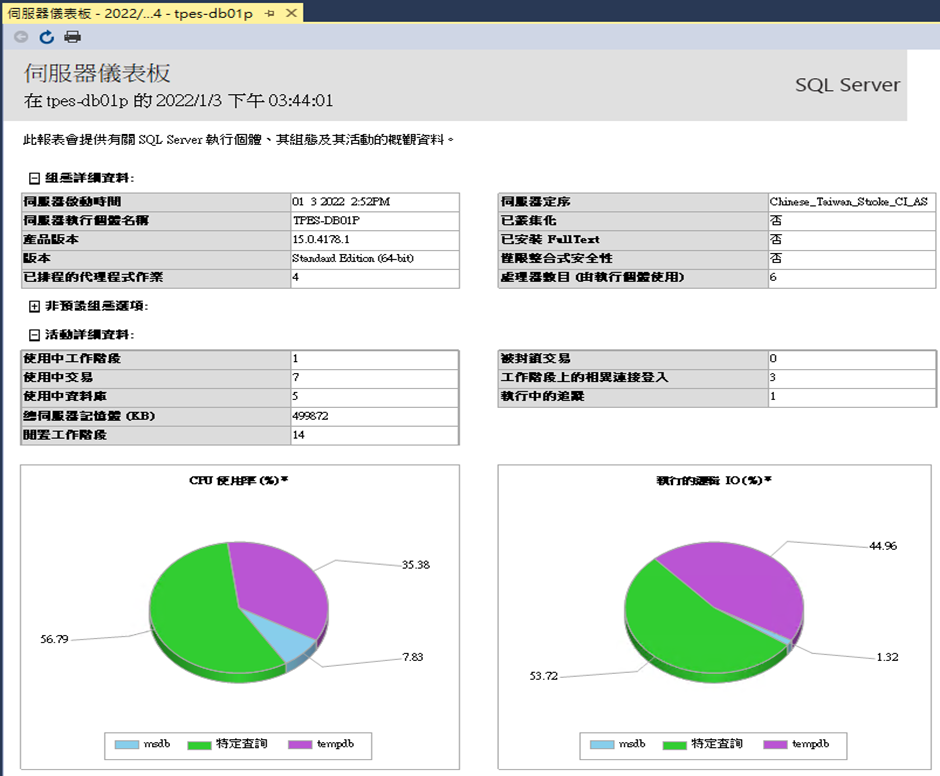 伺服器儀表板 - 2022/...4 - tpes-db01p
伺服器儀表板
在 tpes-db01p 的 2022/1/3 下午 03:44:01
SQL Server
此報表會提供有關 SQL Server 執行個體、其組態及其活動的概觀資料。
組態詳細資料:
伺服器啟動時間 01 3 2022 2:52PM
伺服器執行個體名稱 TPES-DB01P
產品版本 15.0.4178.1
版本 Standard Edition (64-bit)
已排程的代理程式作業 4
伺服器定序 Chinese_Taiwan_Stroke_CI_AS
已叢集化 否
已安裝 FullText 否
僅限整合式安全性 否
處理器數目 (由執行個體使用) 6
非預設組態選項:
活動詳細資料:
使用中工作階段 1
使用中交易 7
使用中資料庫 5
總伺服器記憶體 (KB) 499872
閒置工作階段 14
被封鎖交易 0
工作階段上的相異連接登入 3
執行中的追蹤 1
CPU 使用率 (%)*
35.38
56.79
7.83
msdb 特定查詢 tempdb
執行的邏輯 IO (%)*
44.96
1.32
53.72
msdb 特定查詢 tempdb